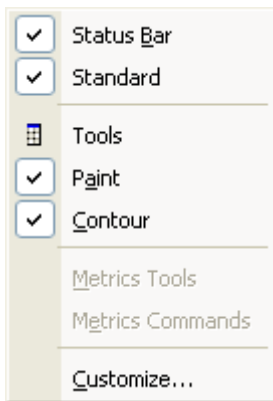 Status Bar
Standard
Tools
Paint
Contour
Metrics Tools
Metrics Commands
Customize...